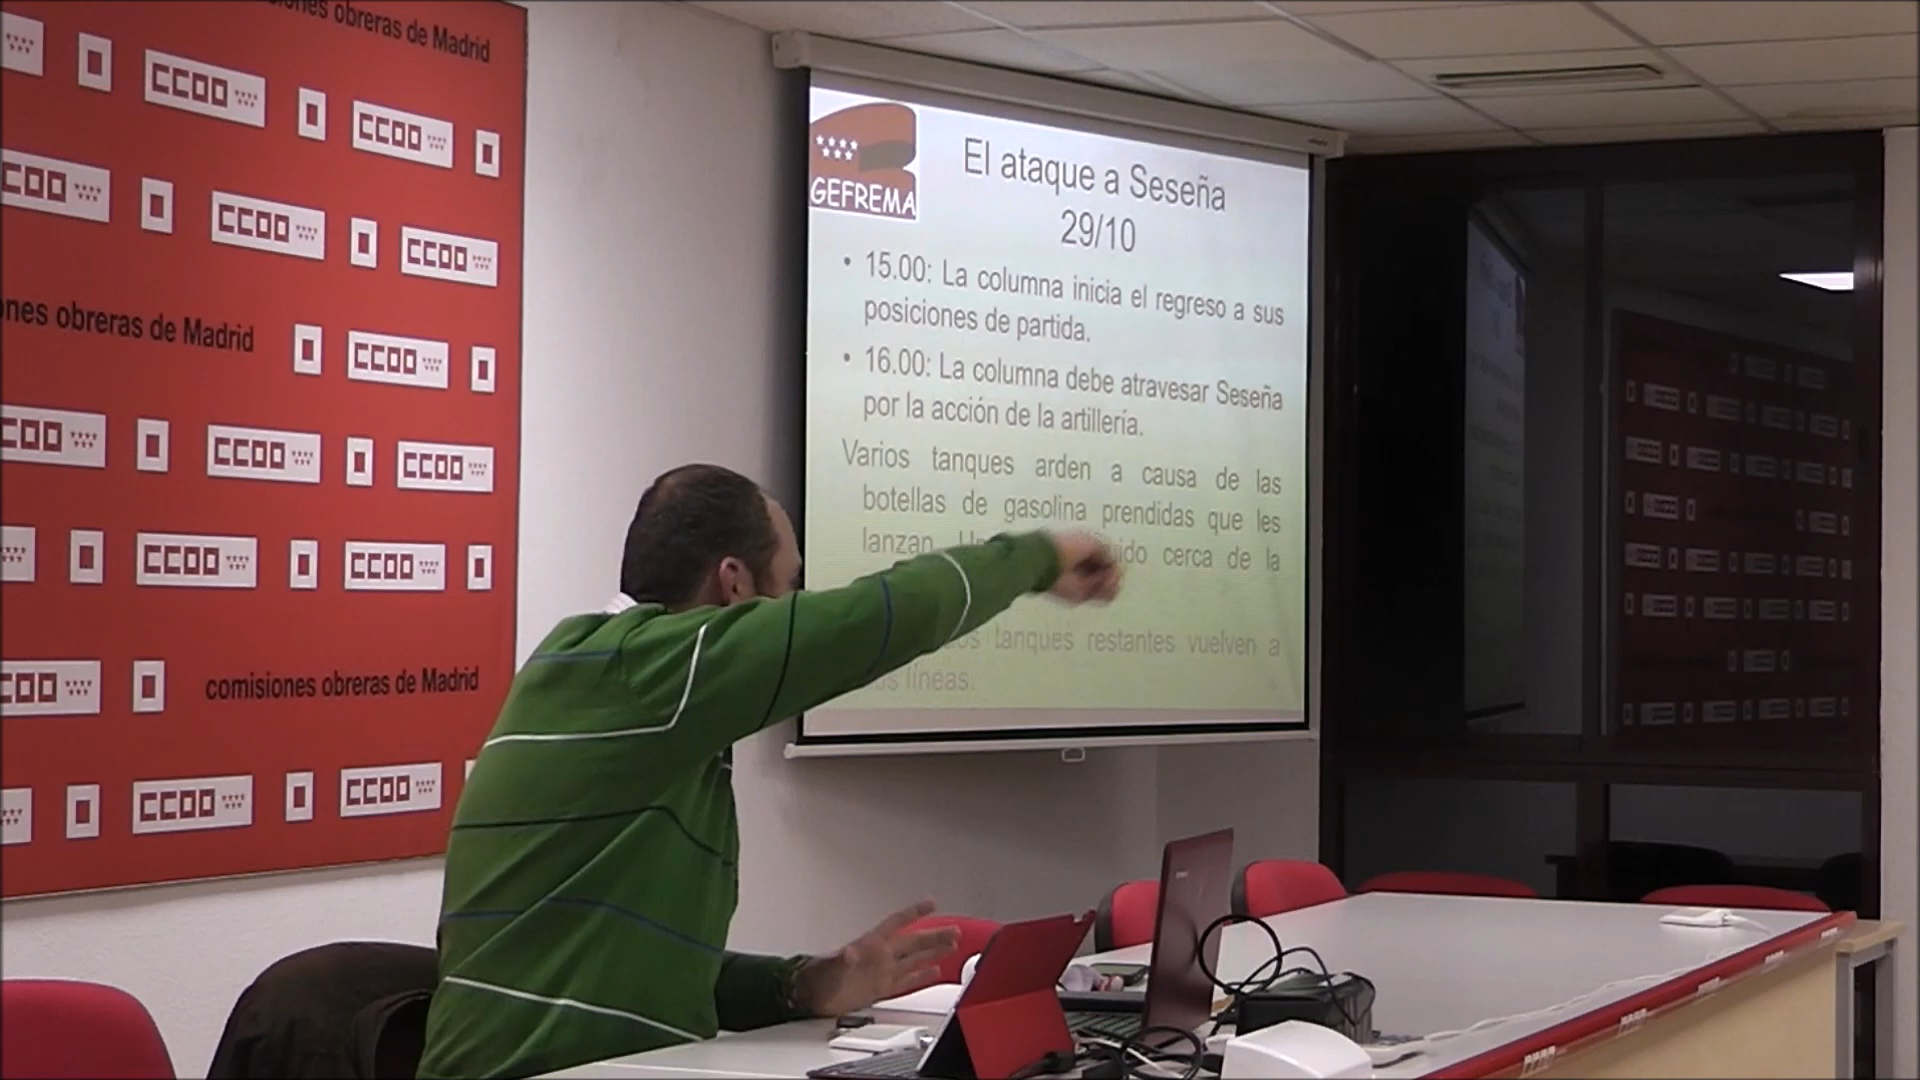 comisiones obreras de Madrid
CCOO
CCOO
CCOO
CCOO
CCOO
ones obreras de Madrid
CCOO
CCOO
CCOO
CCOO
CCOO
CCOO
CCOO
comisiones obreras de Madrid
CCOO
CCOO
GEFREMA
El ataque a Seseña
29/10
• 15.00: La columna inicia el regreso a sus
posiciones de partida.
• 16.00: La columna debe atravesar Seseña
por la acción de la artillería.
Varios tanques arden a causa de las
botellas de gasolina prendidas que les
lanzan. cerca de la
tanques restantes vuelven a
líneas.